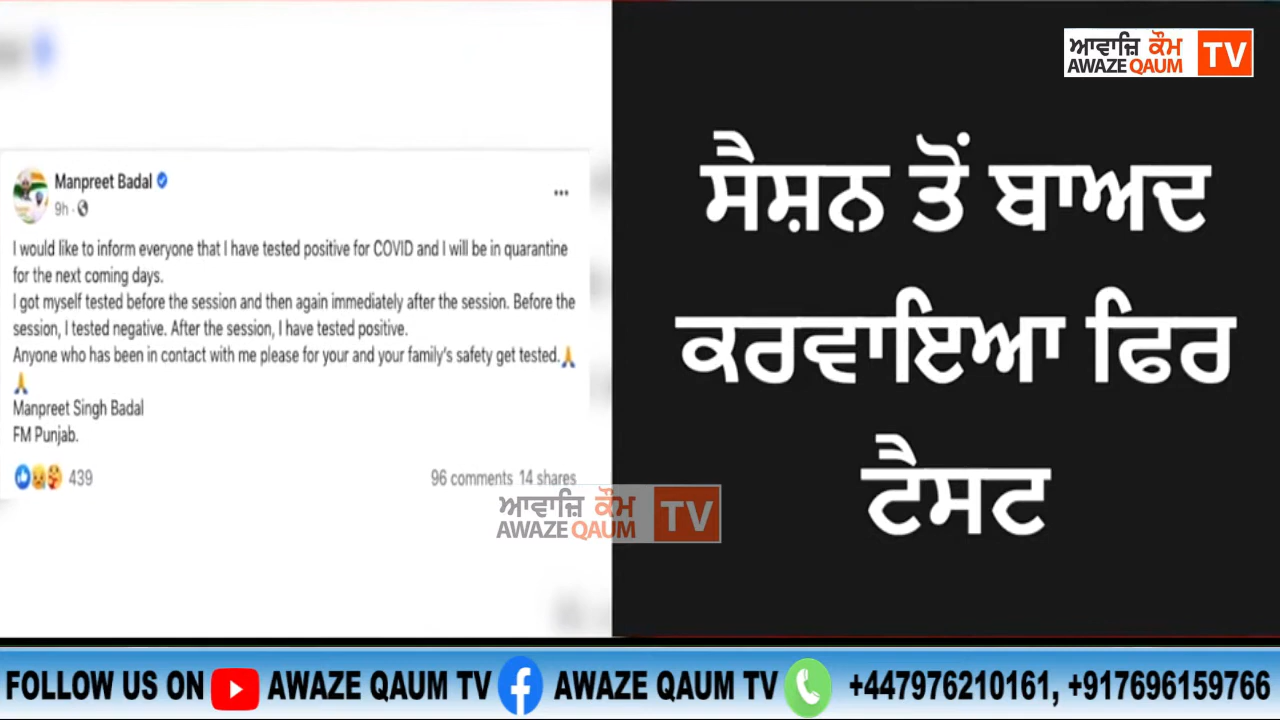 ਆਵਾਜ਼ਿ ਕੌਮ
AWAZE QAUM TV
Manpreet Badal
9h ·
I would like to inform everyone that I have tested positive for COVID and I will be in quarantine
for the next coming days.
I got myself tested before the session and then again immediately after the session. Before the
session, I tested negative. After the session, I have tested positive.
Anyone who has been in contact with me please for your and your family's safety get tested.🙏
🙏
Manpreet Singh Badal
FM Punjab.
439
96 comments 14 shares
ਸੈਸ਼ਨ ਤੋਂ ਬਾਅਦ
ਕਰਵਾਇਆ ਫਿਰ
ਟੈਸਟ
ਆਵਾਜ਼ਿ ਕੌਮ
AWAZE QAUM TV
FOLLOW US ON AWAZE QAUM TV AWAZE QAUM TV +447976210161, +917696159766